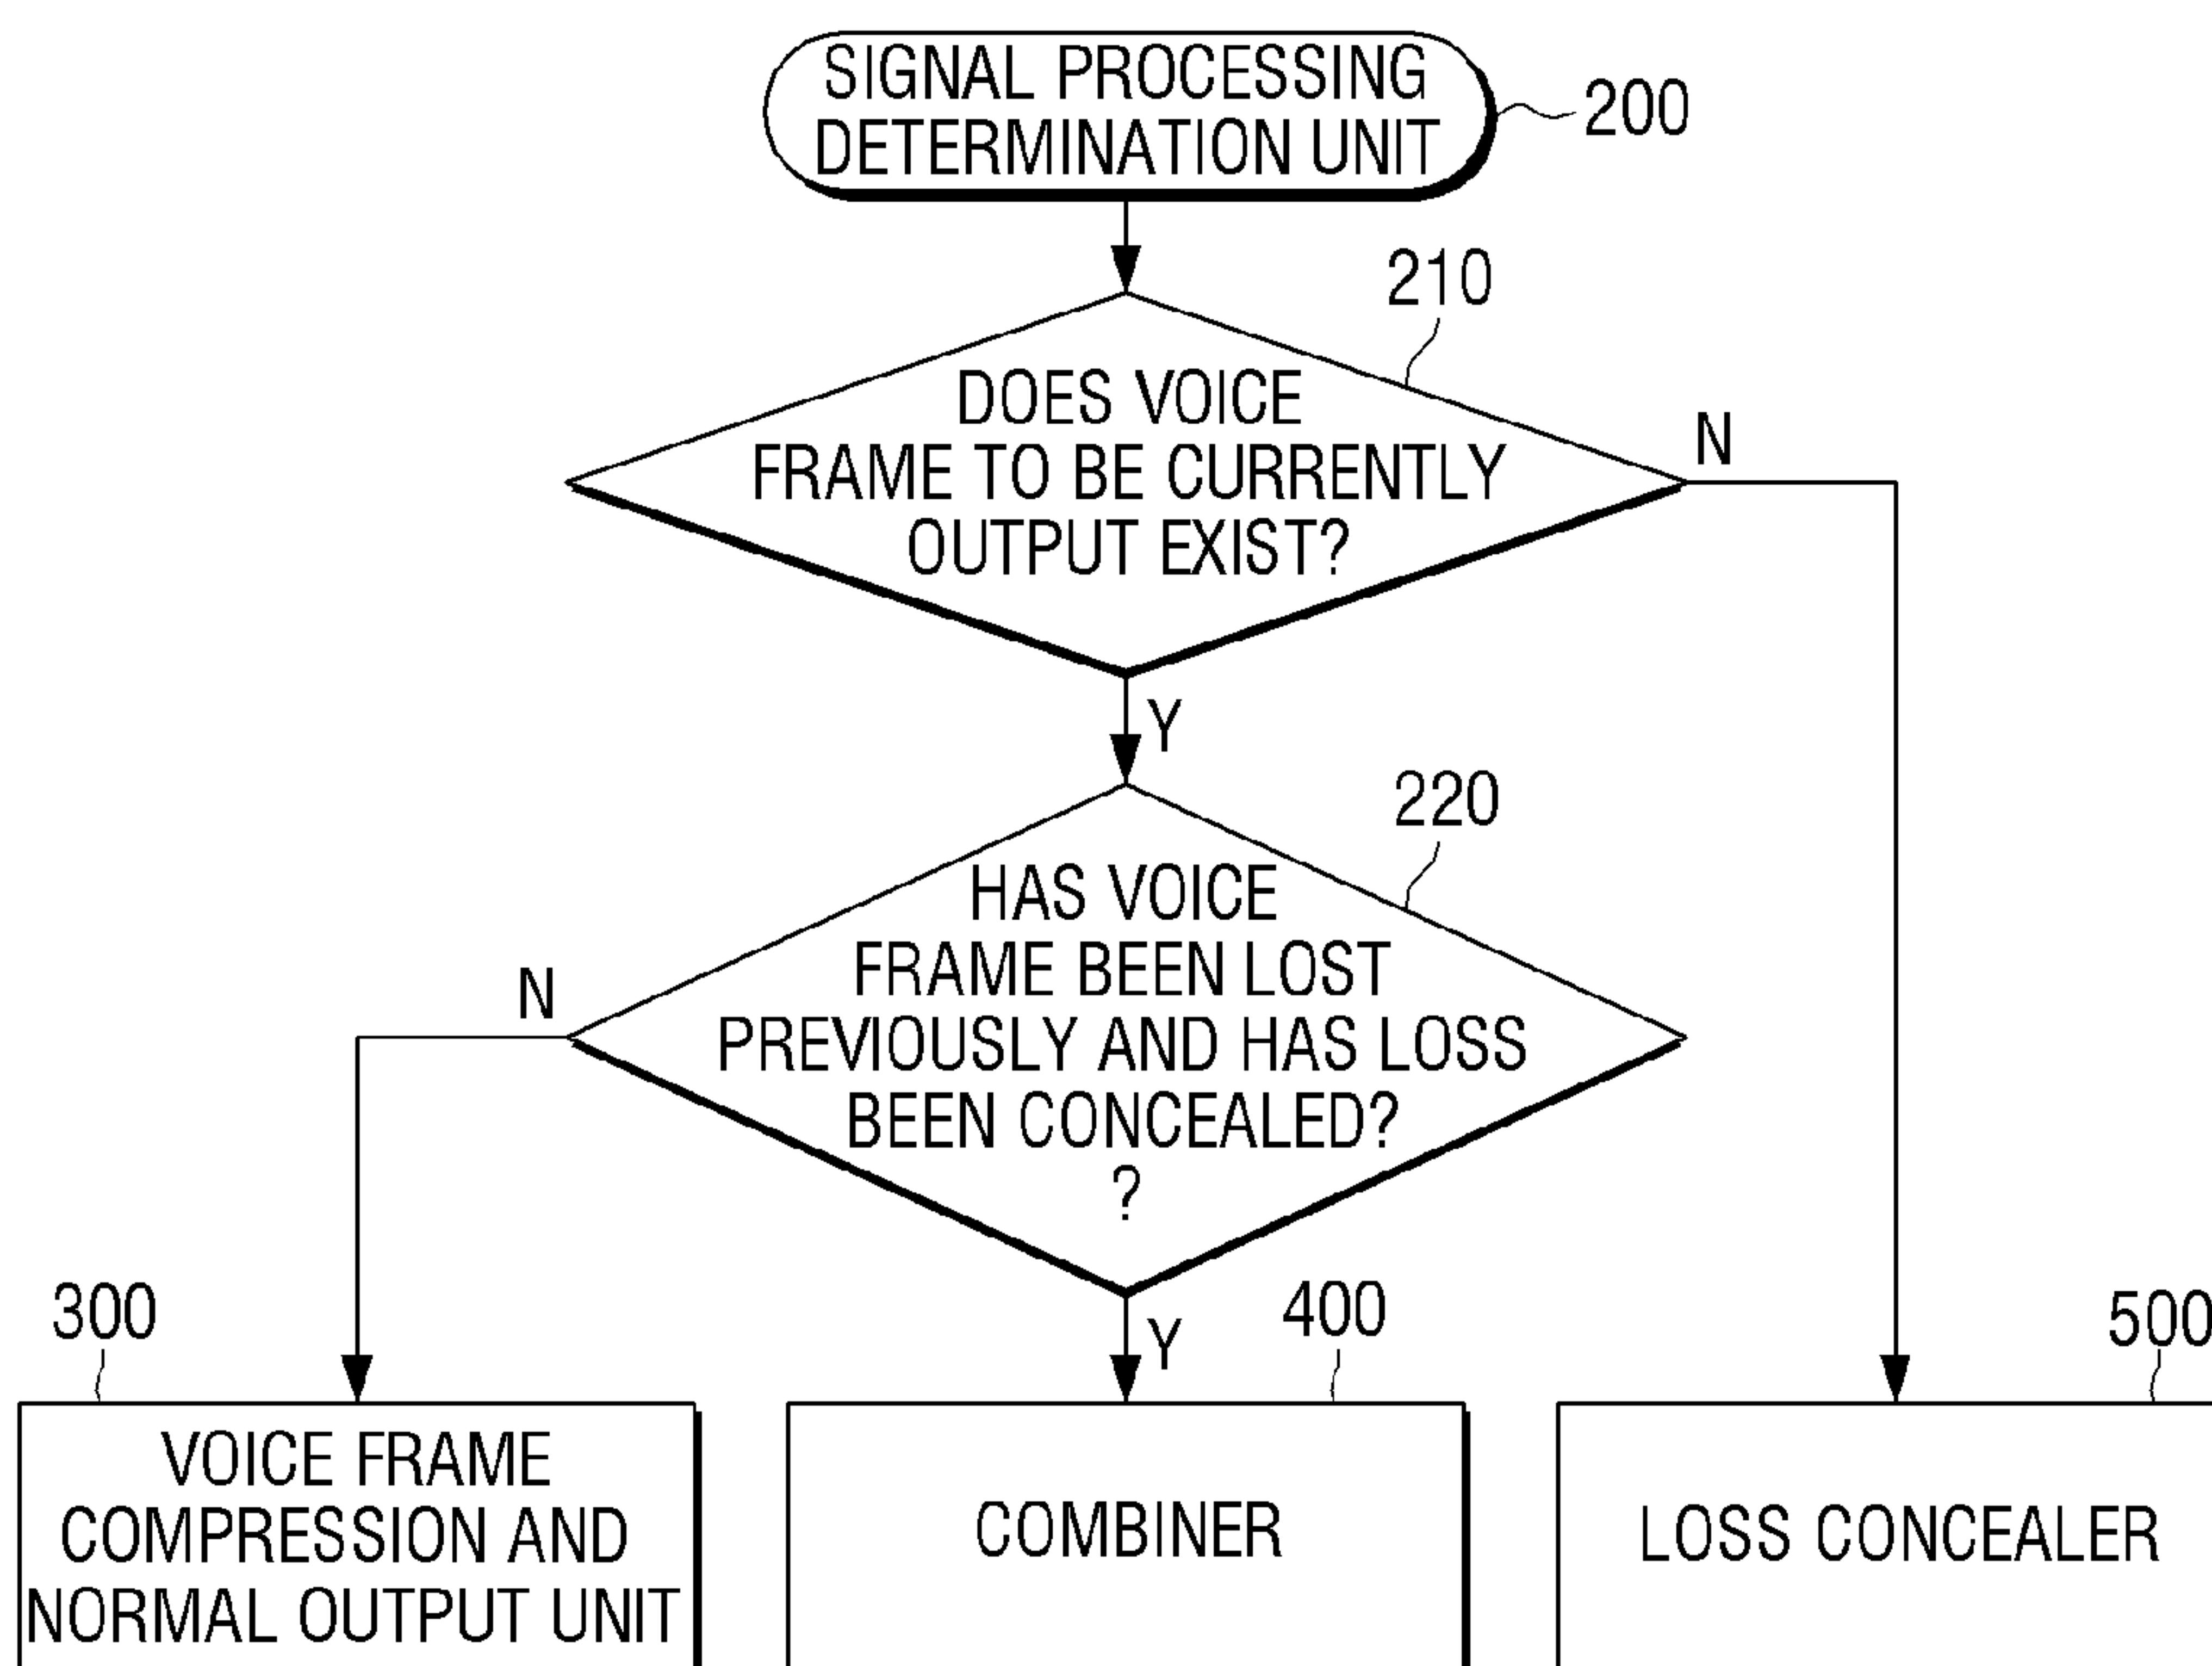 SIGNAL PROCESSING
DETERMINATION UNIT
200
210
DOES VOICE
FRAME TO BE CURRENTLY
OUTPUT EXIST?
N
Y
220
HAS VOICE
FRAME BEEN LOST
PREVIOUSLY AND HAS LOSS
BEEN CONCEALED?
?
N
Y
300
VOICE FRAME
COMPRESSION AND
NORMAL OUTPUT UNIT
400
COMBINER
500
LOSS CONCEALER